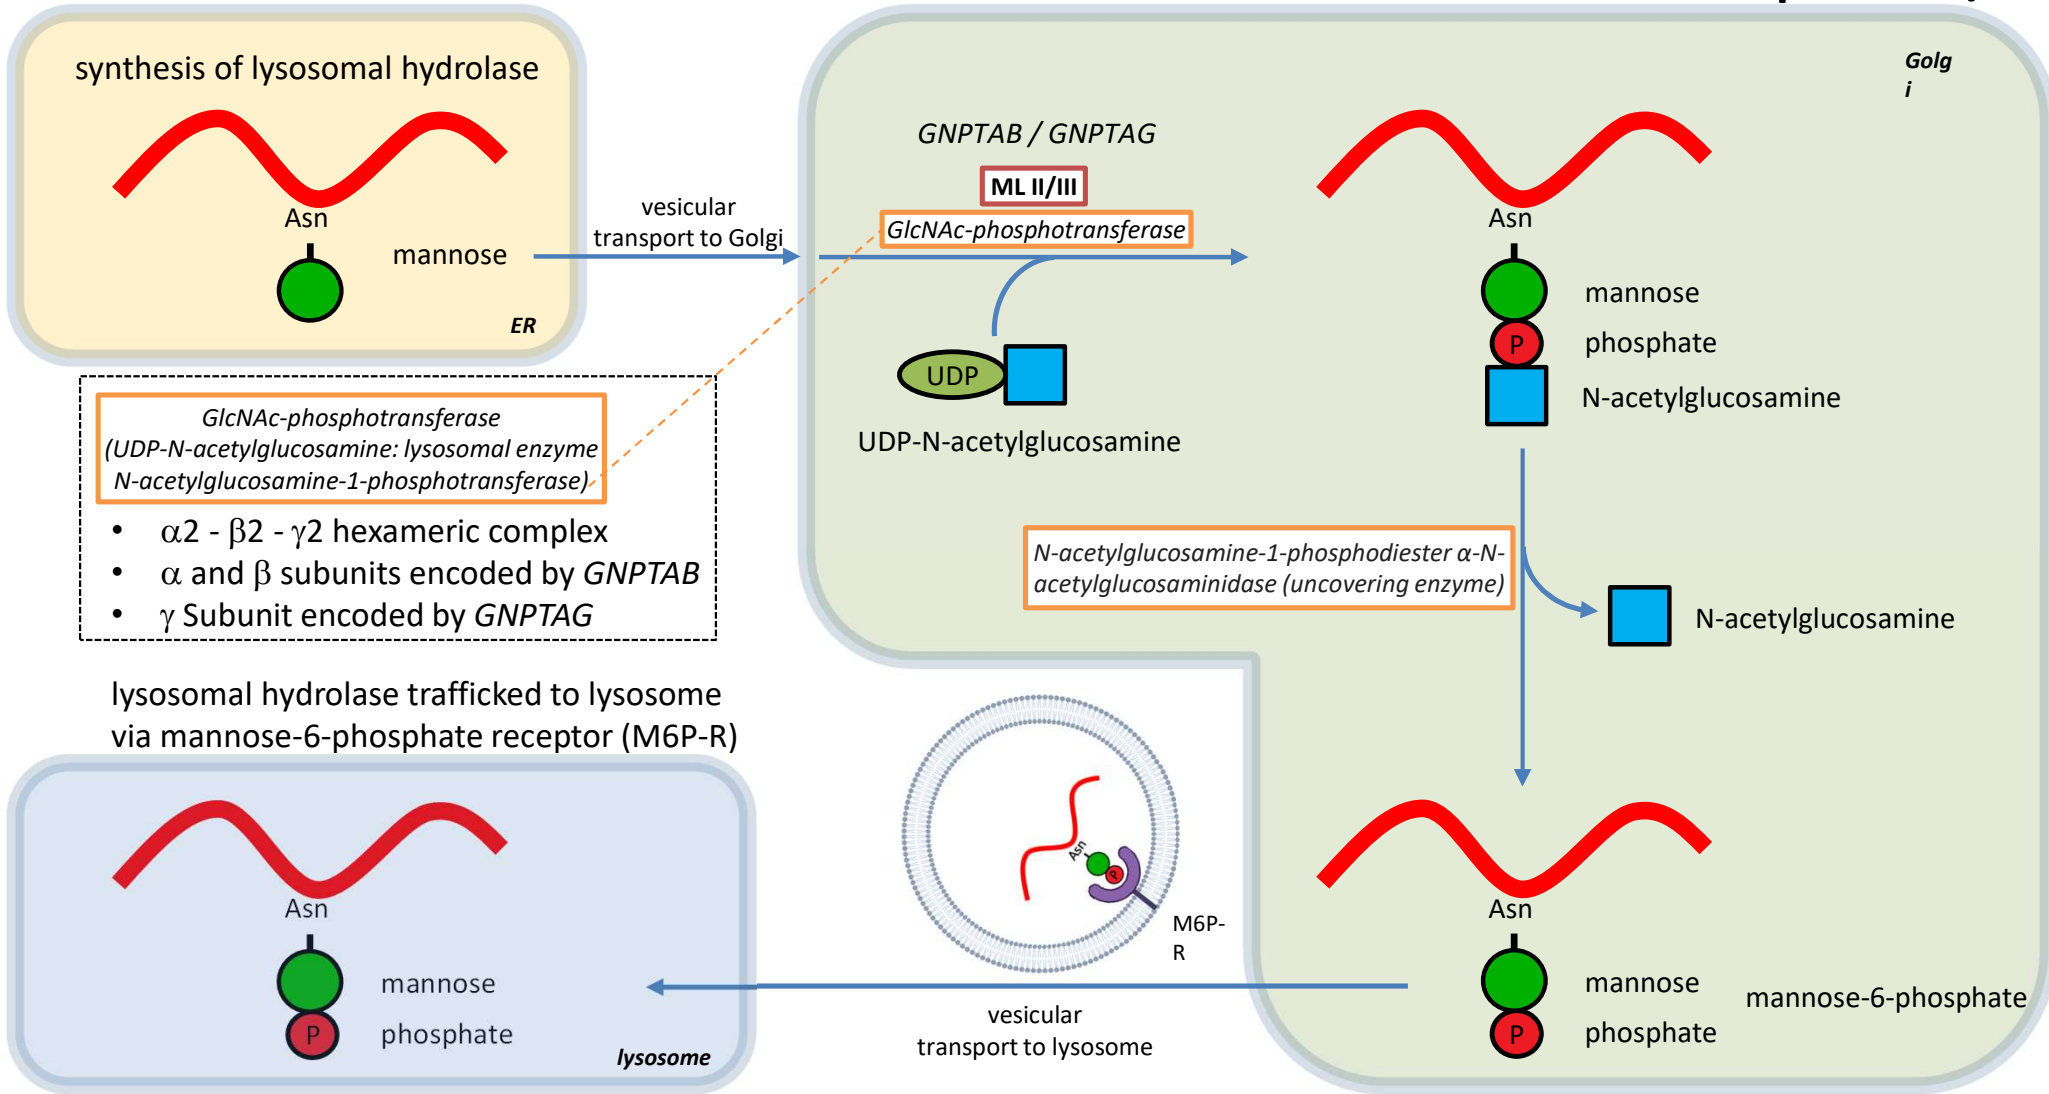 synthesis of lysosomal hydrolase
Asn
mannose
ER
vesicular
transport to Golgi
Golg
i
GNPTAB / GNPTAG
ML II/III
GlcNAc-phosphotransferase
UDP
UDP-N-acetylglucosamine
Asn
mannose
P
phosphate
N-acetylglucosamine
GlcNAc-phosphotransferase
(UDP-N-acetylglucosamine: lysosomal enzyme
N-acetylglucosamine-1-phosphotransferase)
• α2 - β2 - γ2 hexameric complex
• α and β subunits encoded by GNPTAB
• γ Subunit encoded by GNPTAG
N-acetylglucosamine-1-phosphodiester α-N-
acetylglucosaminidase (uncovering enzyme)
N-acetylglucosamine
lysosomal hydrolase trafficked to lysosome
via mannose-6-phosphate receptor (M6P-R)
Asn
mannose
P
phosphate
lysosome
Asn
P
M6P-
R
vesicular
transport to lysosome
Asn
mannose
mannose-6-phosphate
P
phosphate